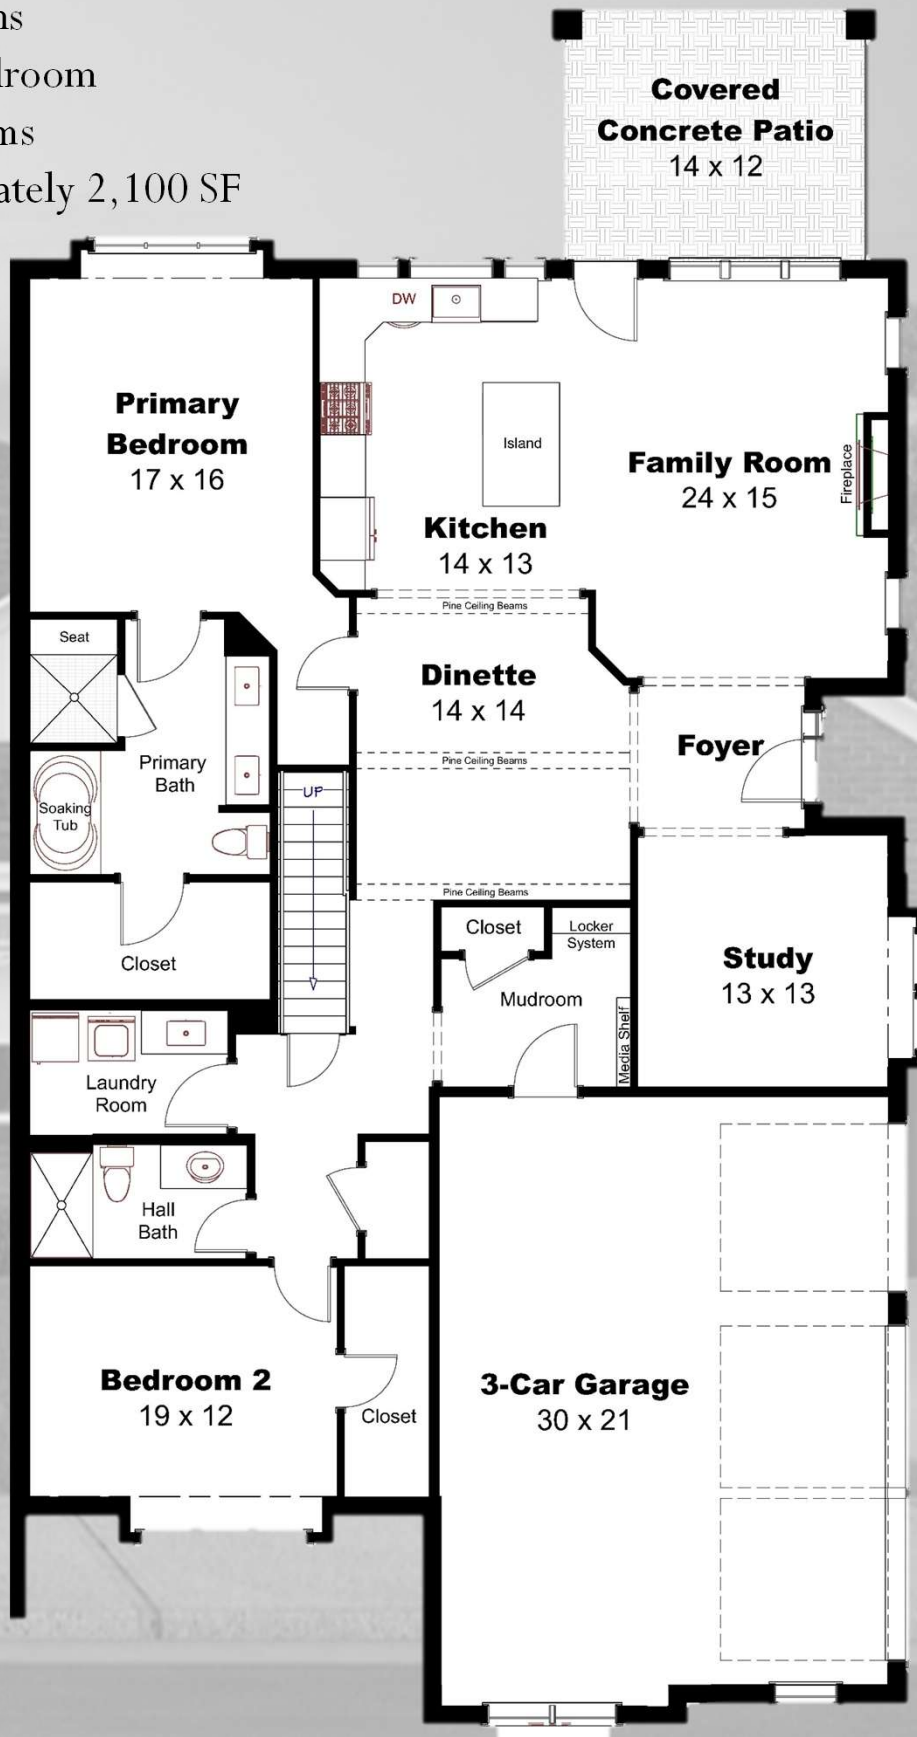 ns
lroom
ms
ately 2,100 SF
Covered
Concrete Patio
14 x 12
DW
Primary
Bedroom
17 x 16
Island
Family Room
24 x 15
Fireplace
Kitchen
14 x 13
Pine Ceiling Beams
Seat
Dinette
14 x 14
Foyer
Primary
Bath
Pine Ceiling Beams
UP
Soaking
Tub
Pine Ceiling Beams
Closet
Closet
Locker
System
Study
13 x 13
Mudroom
Media Shelf
Laundry
Room
Hall
Bath
Bedroom 2
19 x 12
Closet
3-Car Garage
30 x 21